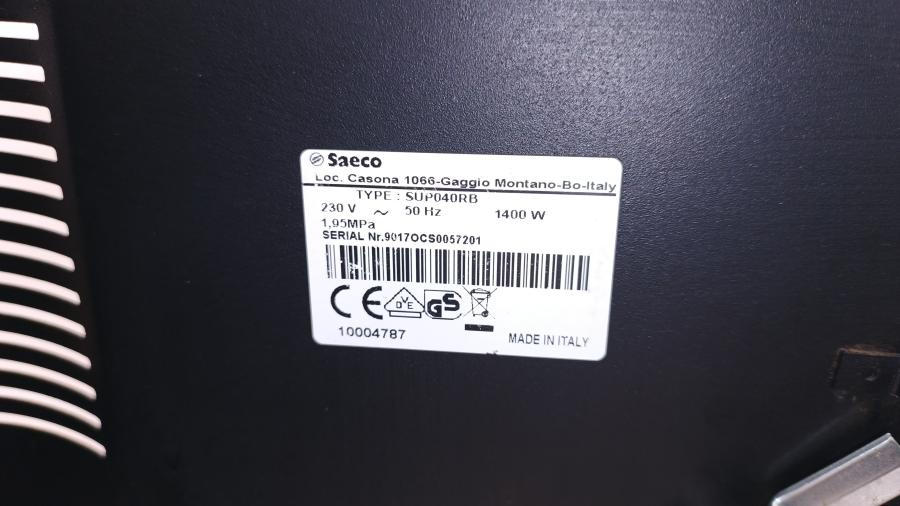 Saeco
Loc. Casona 1066-Gaggio Montano-Bo-Italy
TYPE : SUP040RB
230 V ~ 50 Hz 1400 W
1,95MPa
SERIAL Nr.9017OCS0057201
CE VDE GS
10004787 MADE IN ITALY